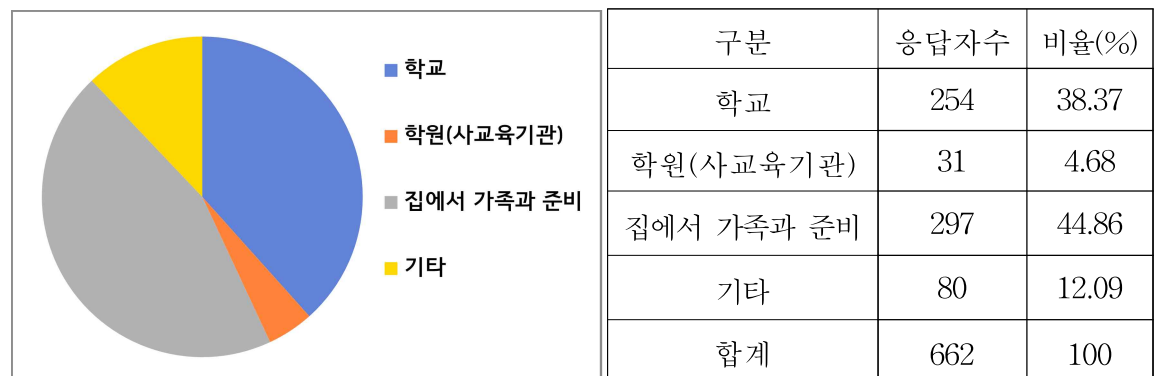 학교
학원(사교육기관)
집에서 가족과 준비
기타
구분 응답자수 비율(%)
학교 254 38.37
학원(사교육기관) 31 4.68
집에서 가족과 준비 297 44.86
기타 80 12.09
합계 662 100